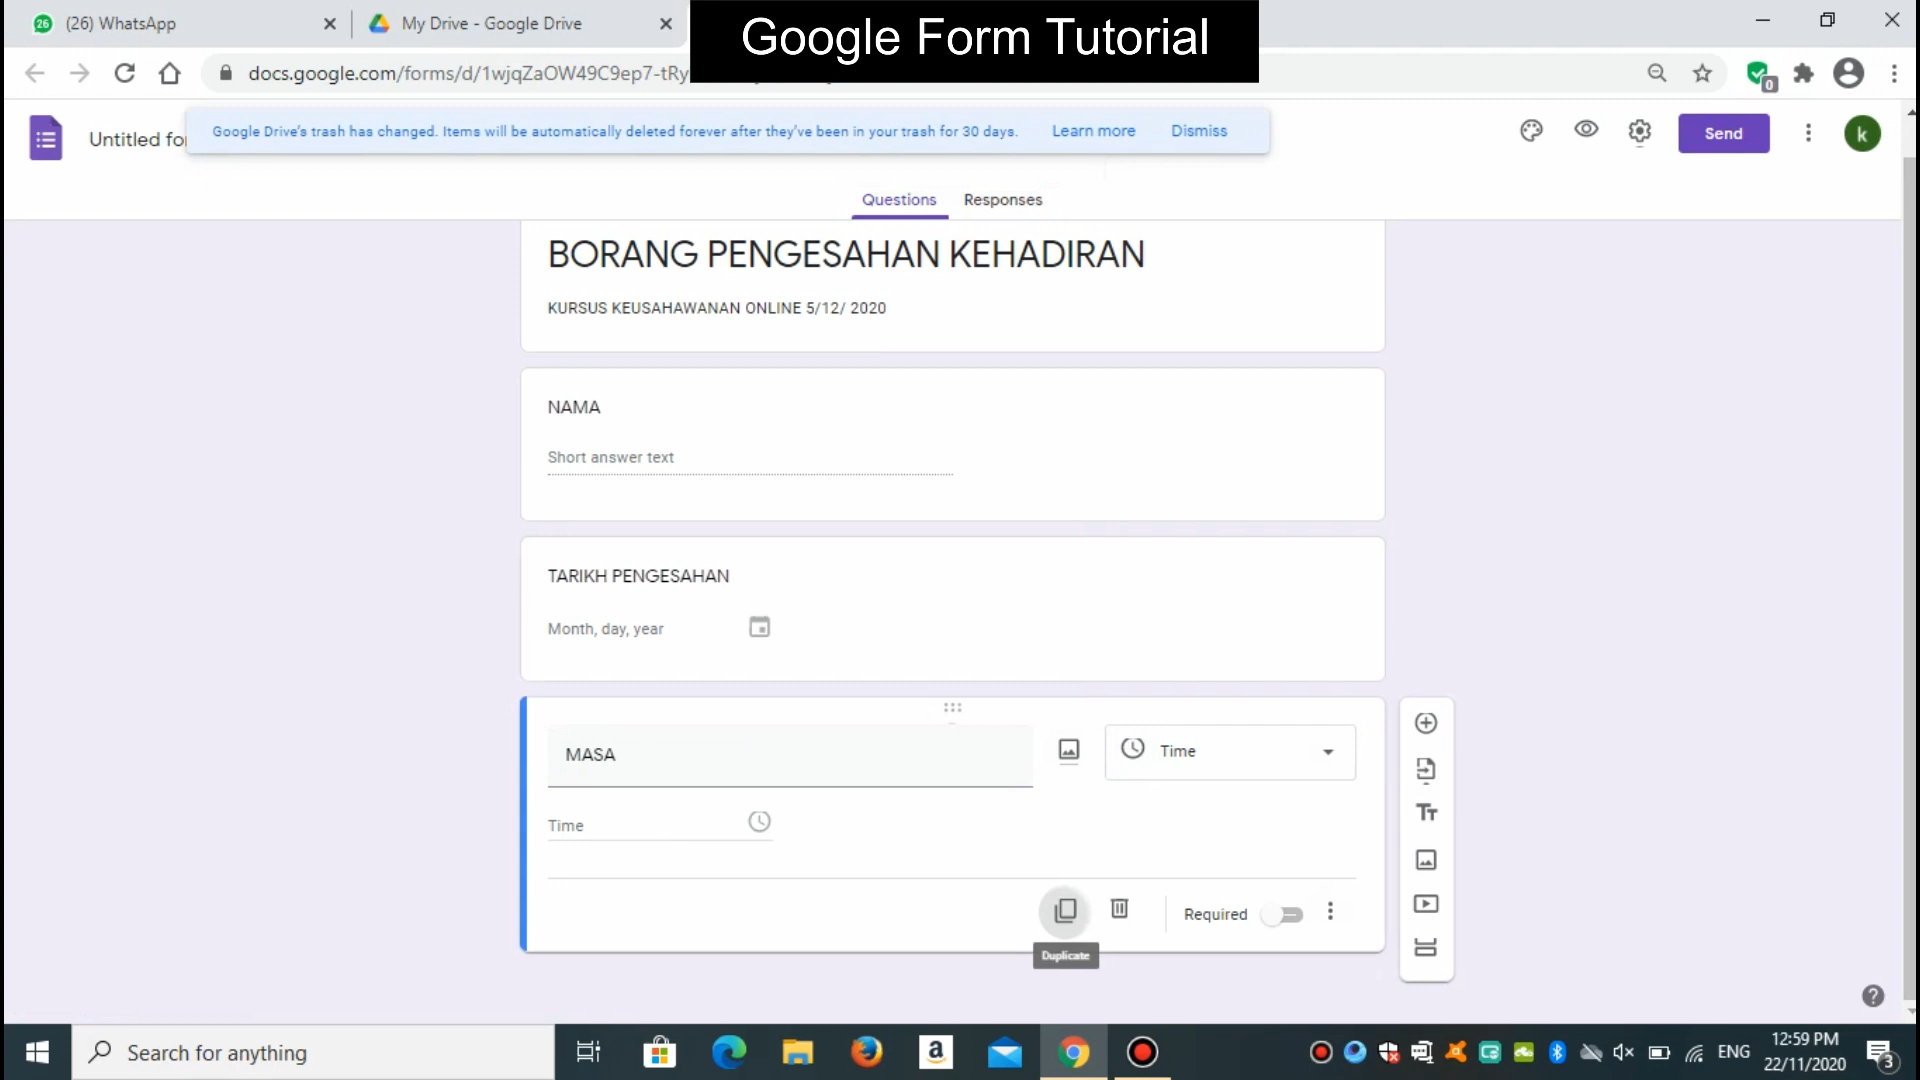 (26) WhatsApp
My Drive - Google Drive
Google Form Tutorial
docs.google.com/forms/d/1wjqZaOW49C9ep7-tRy
0
Untitled for
Google Drive's trash has changed. Items will be automatically deleted forever after they've been in your trash for 30 days.
Learn more
Dismiss
Send
k
Questions
Responses
BORANG PENGESAHAN KEHADIRAN
KURSUS KEUSAHAWANAN ONLINE 5/12/ 2020
NAMA
Short answer text
TARIKH PENGESAHAN
Month, day, year
MASA
Time
Time
Required
Duplicate
Search for anything
ENG
12:59 PM
22/11/2020
3